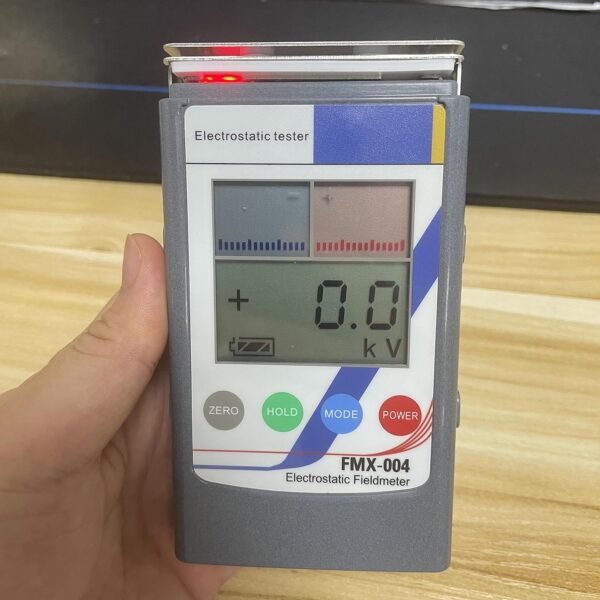 Electrostatic tester
- +
+ 0.0
kV
ZERO HOLD MODE POWER
FMX-004
Electrostatic Fieldmeter